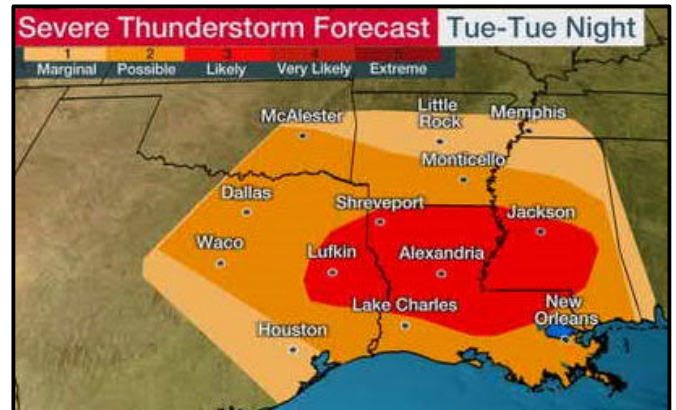 Severe Thunderstorm Forecast Tue-Tue Night
1 2 3 4 5
Marginal Possible Likely Very Likely Extreme
McAlester
Little
Rock
Memphis
Monticello
Dallas
Shreveport
Jackson
Waco
Lufkin
Alexandria
Lake Charles
New
Orleans
Houston